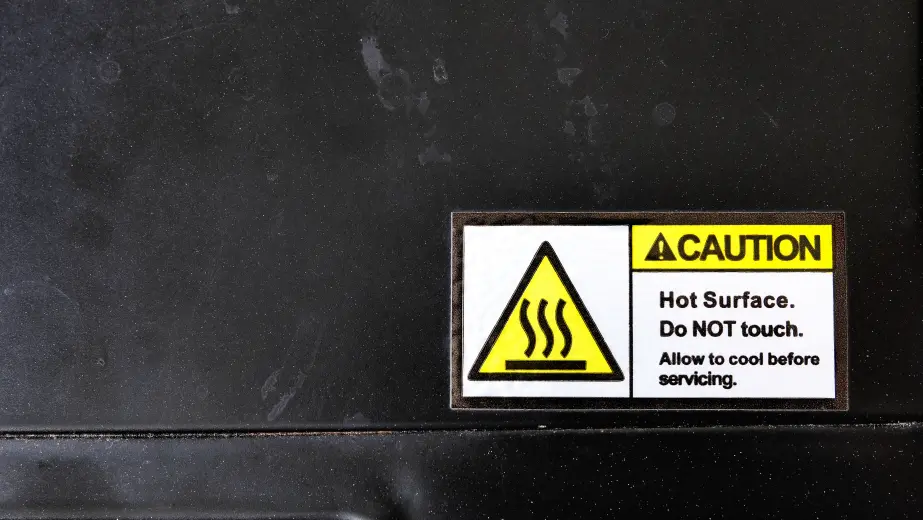 CAUTION
Hot Surface.
Do NOT touch.
Allow to cool before
servicing.